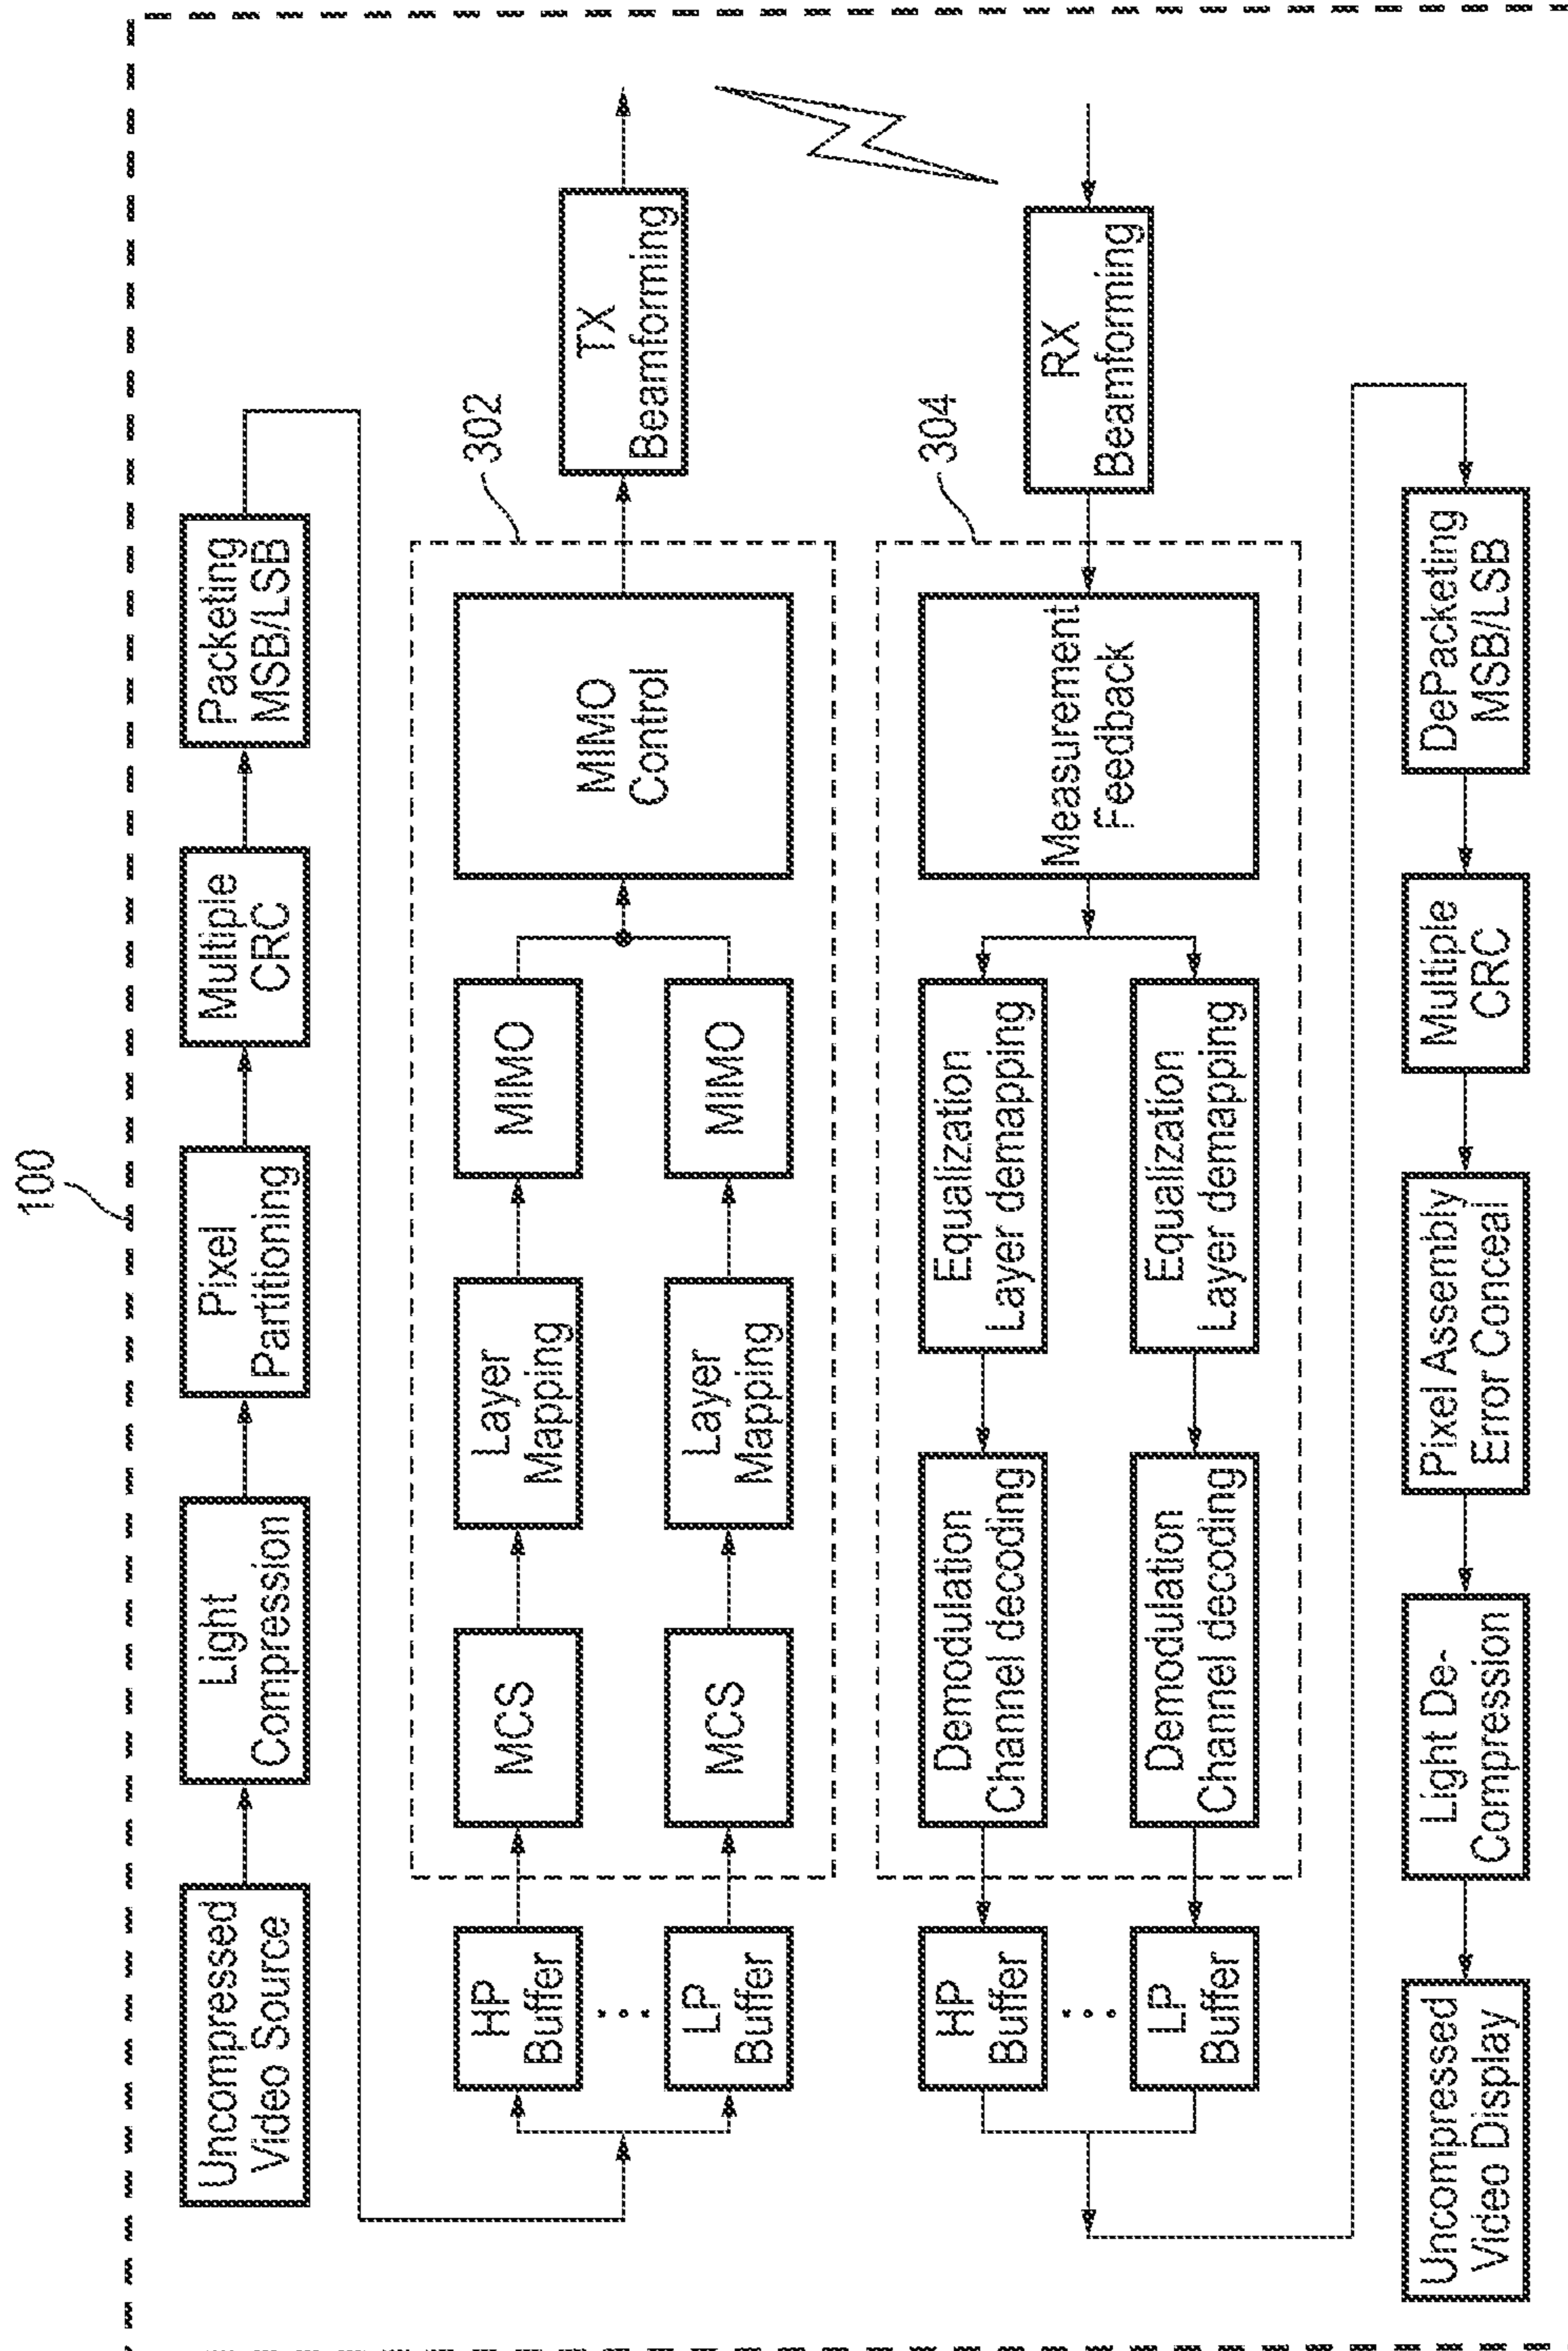 100
Uncompressed
Video Source
Light
Compression
Pixel
Partitioning
Multiple
CRC
Packeting
MSB/LSB
302
HP
Buffer
MCS
Layer
Mapping
MIMO
LP
Buffer
MCS
Layer
Mapping
MIMO
MIMO
Control
TX
Beamforming
304
HP
Buffer
Demodulation
Channel decoding
Equalization
Layer demapping
LP
Buffer
Demodulation
Channel decoding
Equalization
Layer demapping
Measurement
Feedback
RX
Beamforming
Uncompressed
Video Display
Light De-
Compression
Pixel Assembly
Error Conceal
Multiple
CRC
DePacketing
MSB/LSB